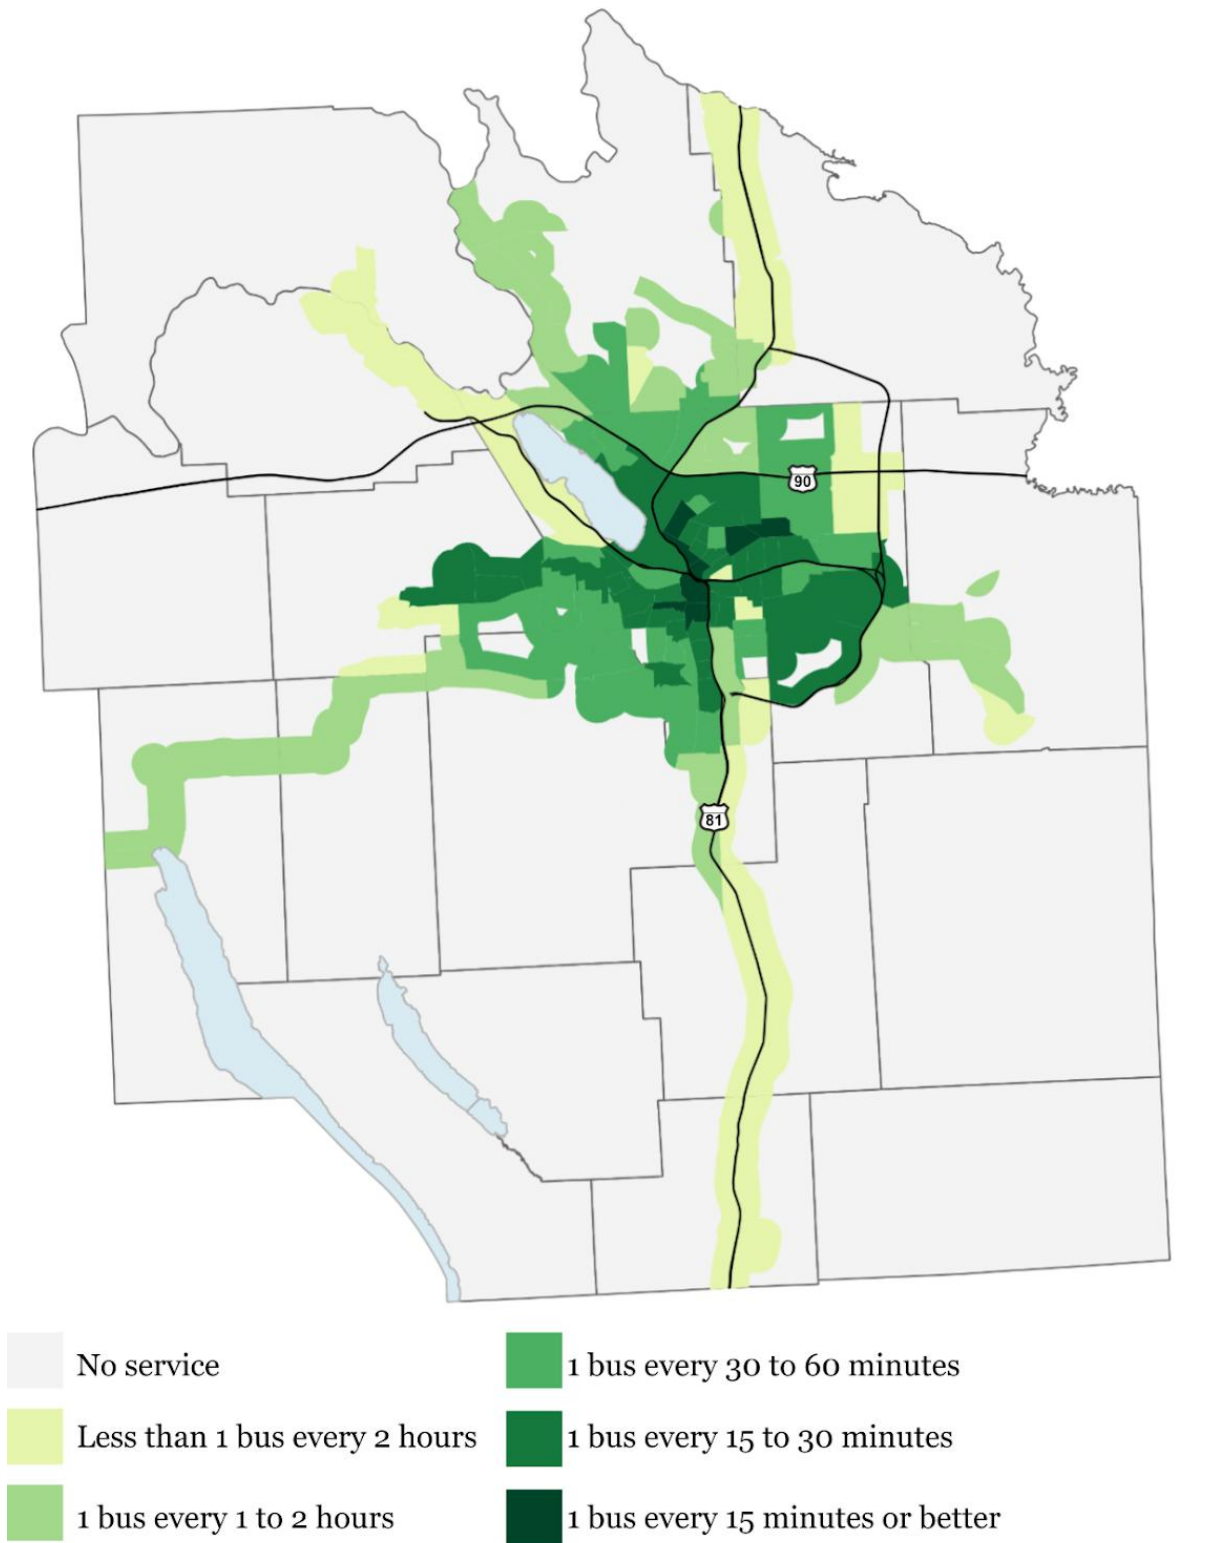 90
81
No service
Less than 1 bus every 2 hours
1 bus every 1 to 2 hours
1 bus every 30 to 60 minutes
1 bus every 15 to 30 minutes
1 bus every 15 minutes or better